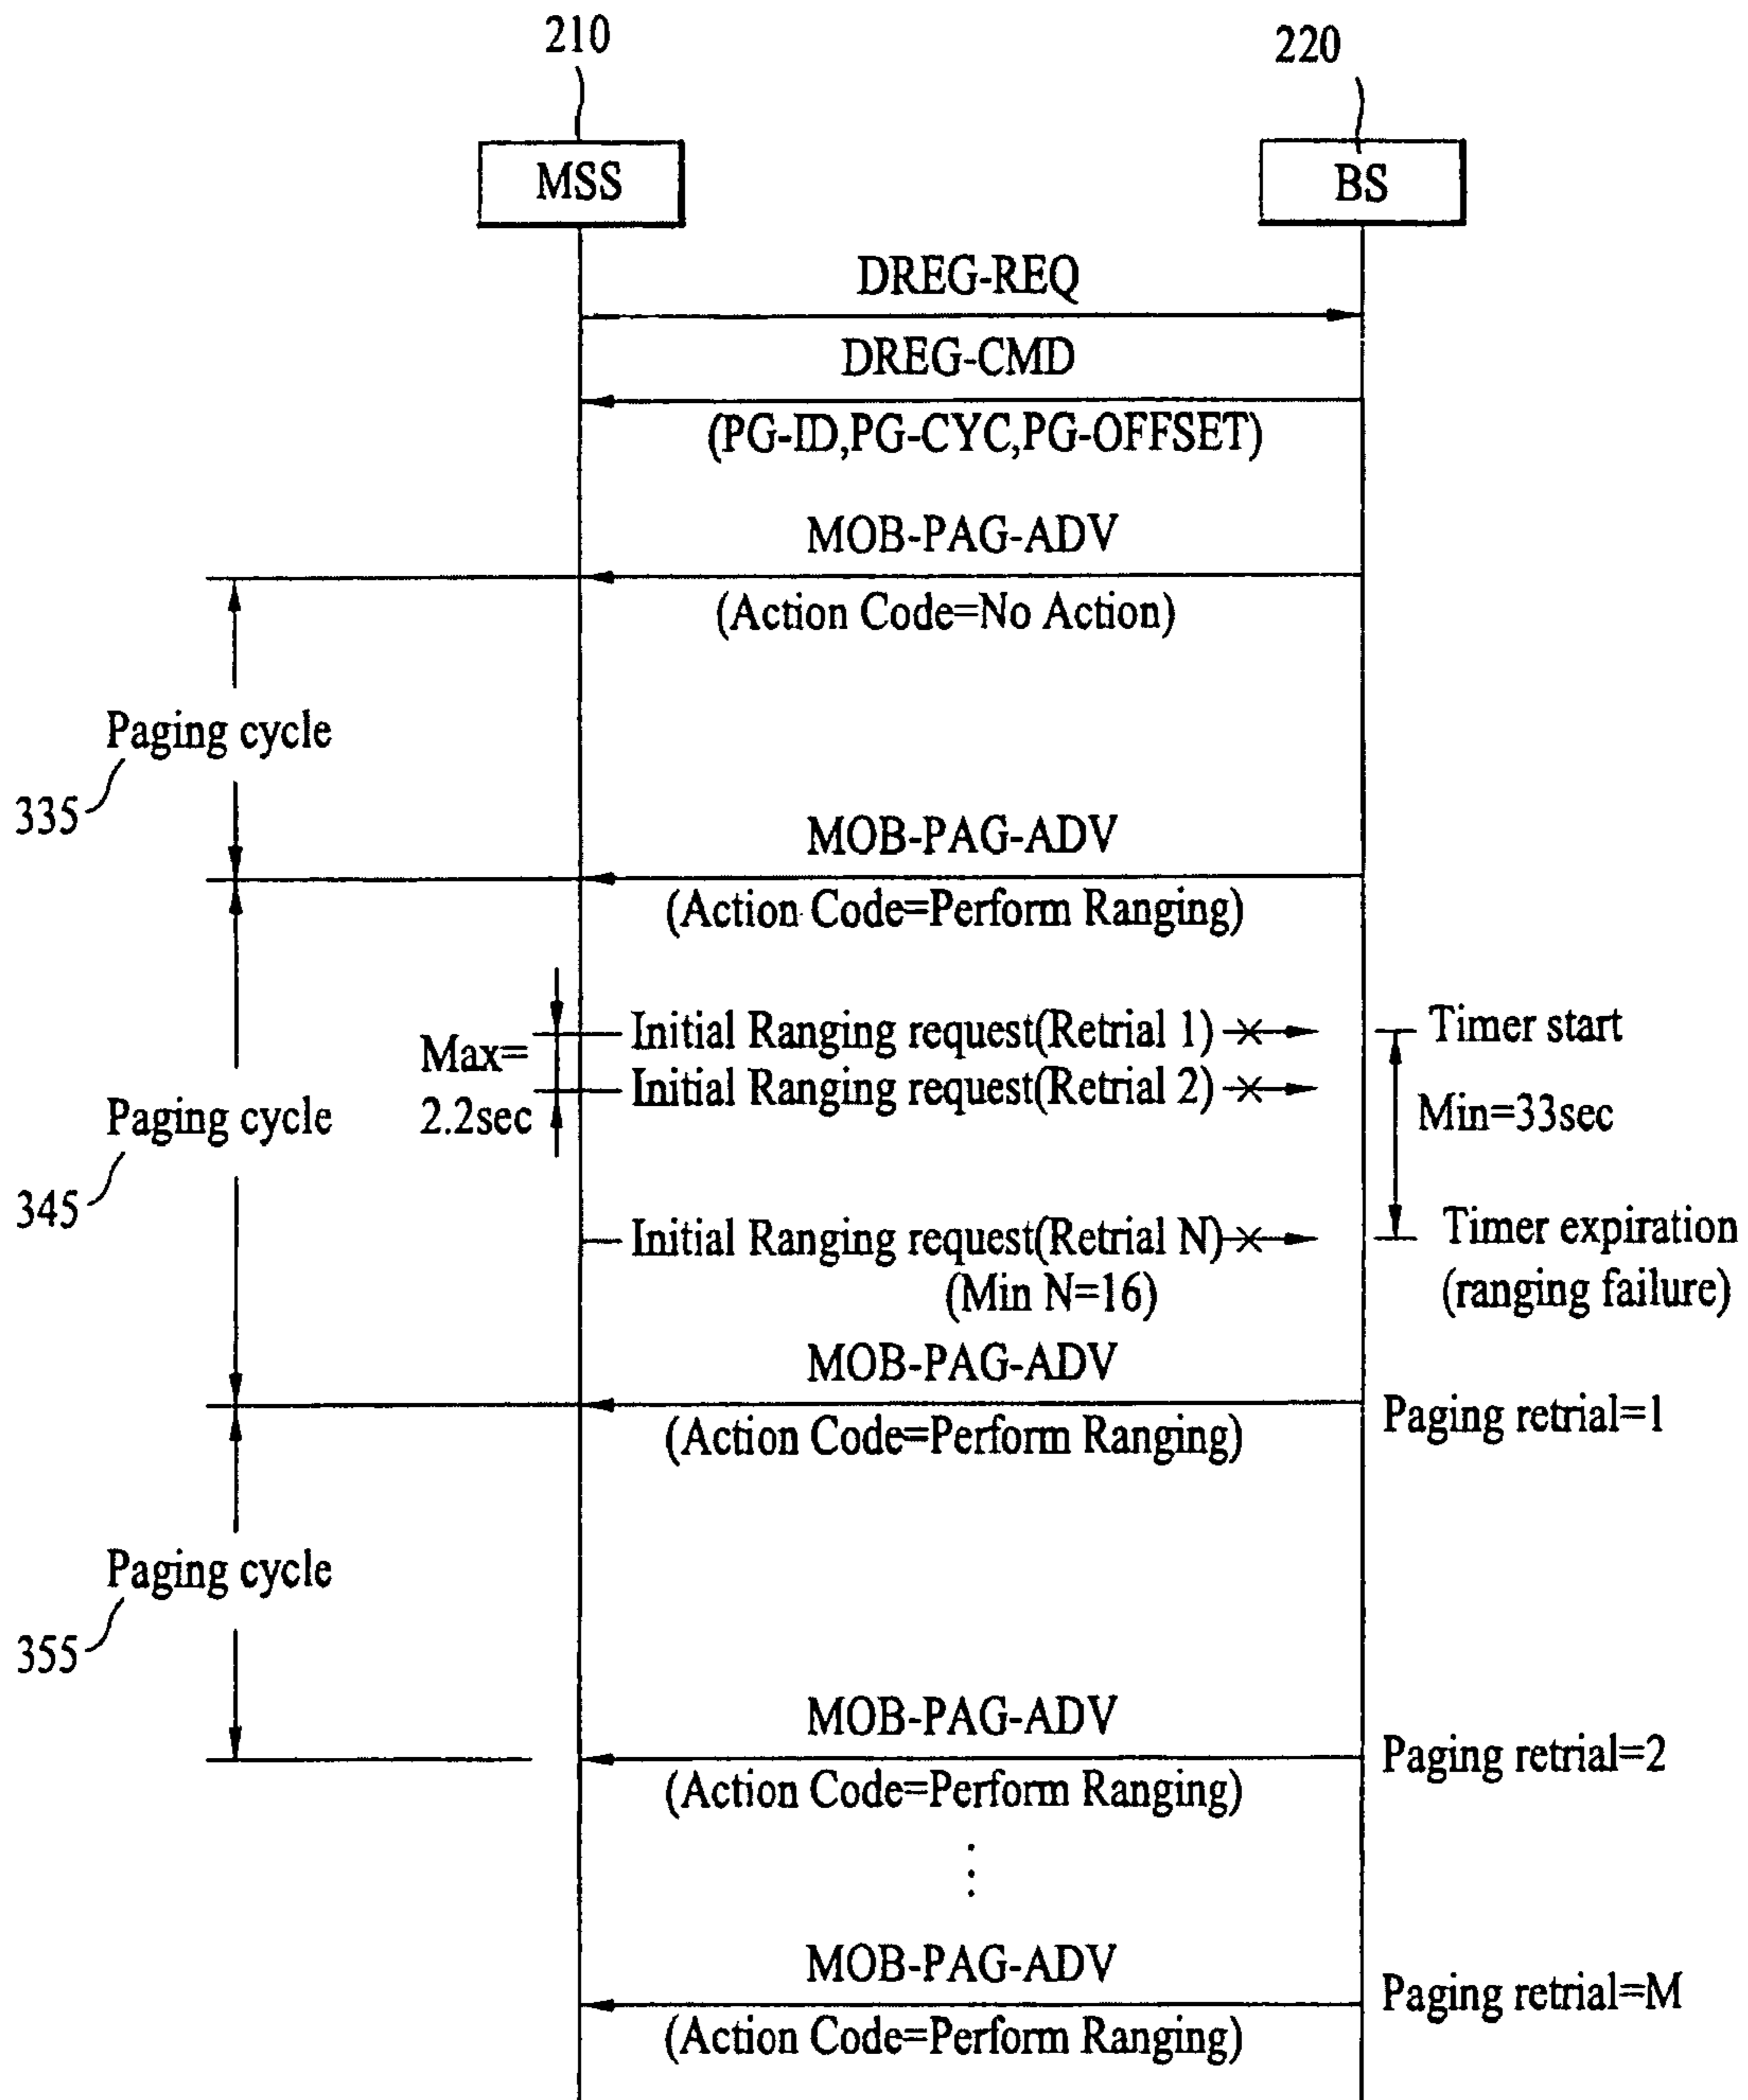 210
220
MSS
BS
DREG-REQ
DREG-CMD
(PG-ID,PG-CYC,PG-OFFSET)
MOB-PAG-ADV
(Action Code=No Action)
Paging cycle
335
MOB-PAG-ADV
(Action Code=Perform Ranging)
Initial Ranging request(Retrial 1)
Timer start
Max=
2.2sec
Initial Ranging request(Retrial 2)
Min=33sec
Paging cycle
345
Initial Ranging request(Retrial N)
(Min N=16)
Timer expiration
(ranging failure)
MOB-PAG-ADV
(Action Code=Perform Ranging)
Paging retrial=1
Paging cycle
355
MOB-PAG-ADV
(Action Code=Perform Ranging)
Paging retrial=2
MOB-PAG-ADV
(Action Code=Perform Ranging)
Paging retrial=M